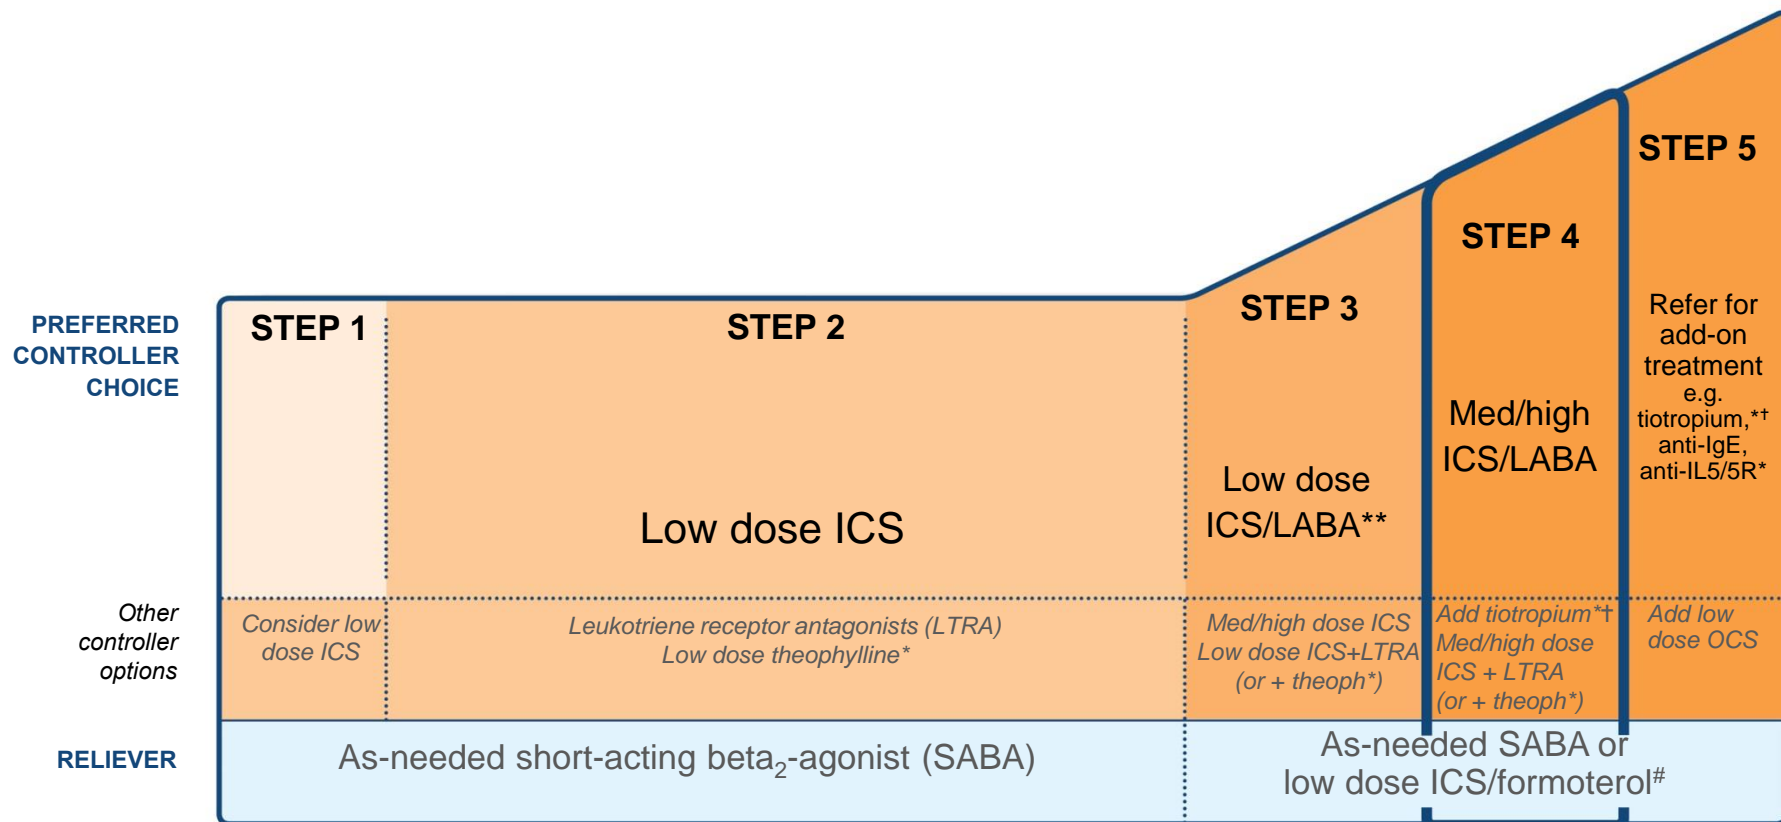 PREFERRED
CONTROLLER
CHOICE
STEP 1
STEP 2
Low dose ICS
STEP 3
Low dose
ICS/LABA**
STEP 4
Med/high
ICS/LABA
STEP 5
Refer for
add-on
treatment
e.g.
tiotropium,*†
anti-IgE,
anti-IL5/5R*
Other
controller
options
Consider low
dose ICS
Leukotriene receptor antagonists (LTRA)
Low dose theophylline*
Med/high dose ICS
Low dose ICS+LTRA
(or + theoph*)
Add tiotropium*†
Med/high dose
ICS + LTRA
(or + theoph*)
Add low
dose OCS
RELIEVER
As-needed short-acting beta₂-agonist (SABA)
As-needed SABA or
low dose ICS/formoterol#